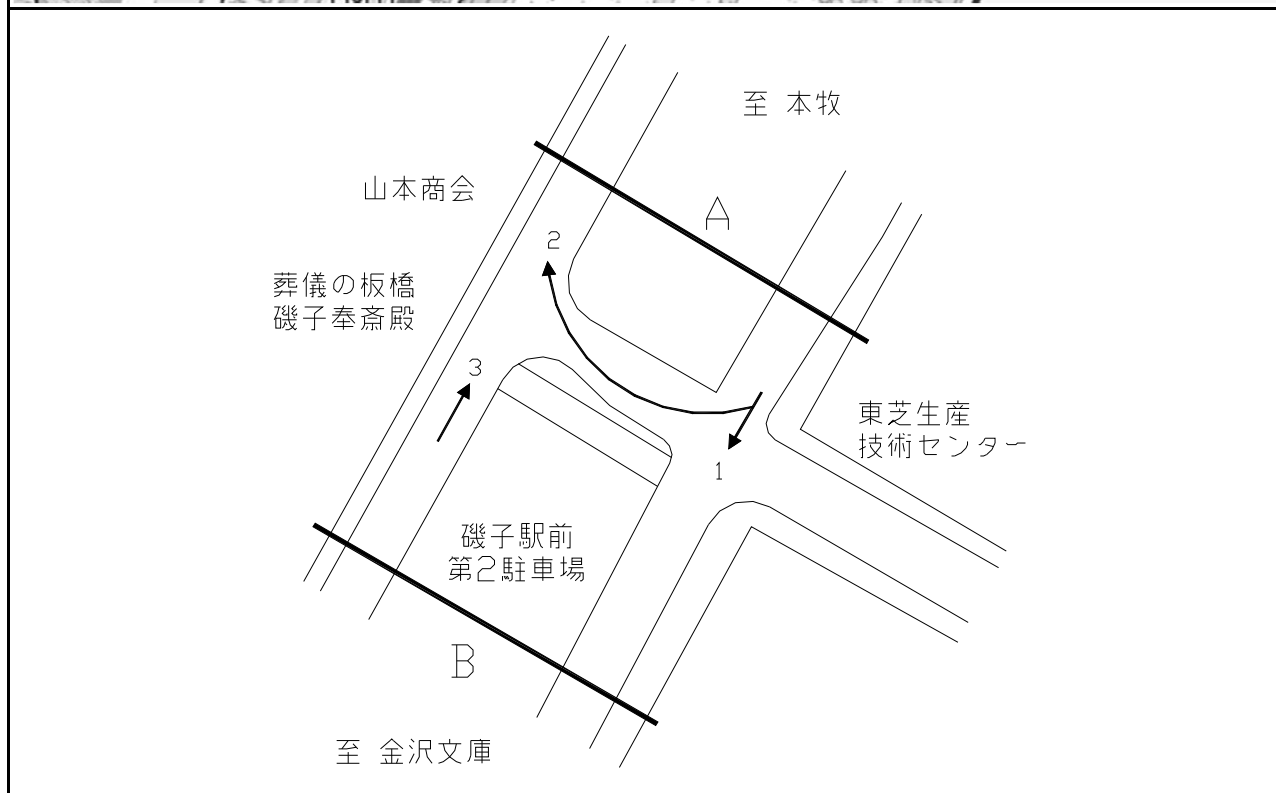 至 本牧
山本商会
A
2
葬儀の板橋
磯子奉斎殿
3
東芝生産
技術センター
1
磯子駅前
第2駐車場
B
至 金沢文庫